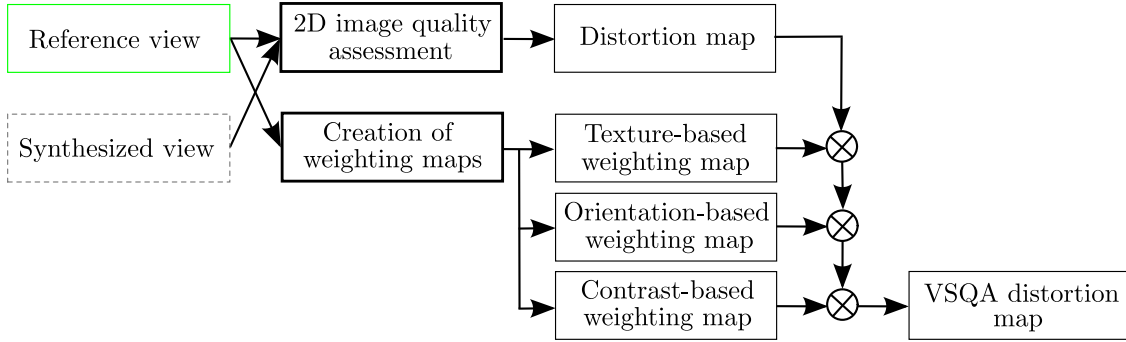 Reference view
2D image quality
assessment
Distortion map
Synthesized view
Creation of
weighting maps
Texture-based
weighting map
Orientation-based
weighting map
Contrast-based
weighting map
VSQA distortion
map